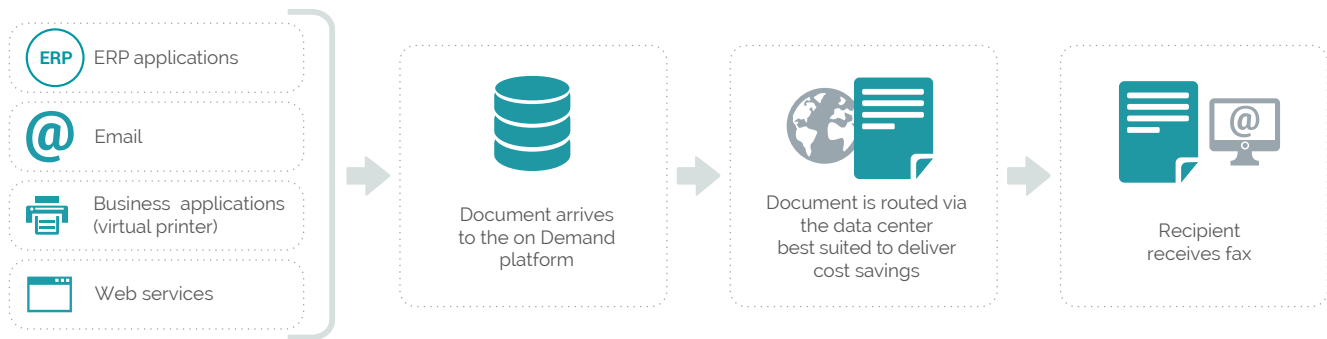 ERP
ERP applications
@
Email
Business applications
(virtual printer)
Web services
Document arrives
to the on Demand
platform
Document is routed via
the data center
best suited to deliver
cost savings
@
Recipient
receives fax